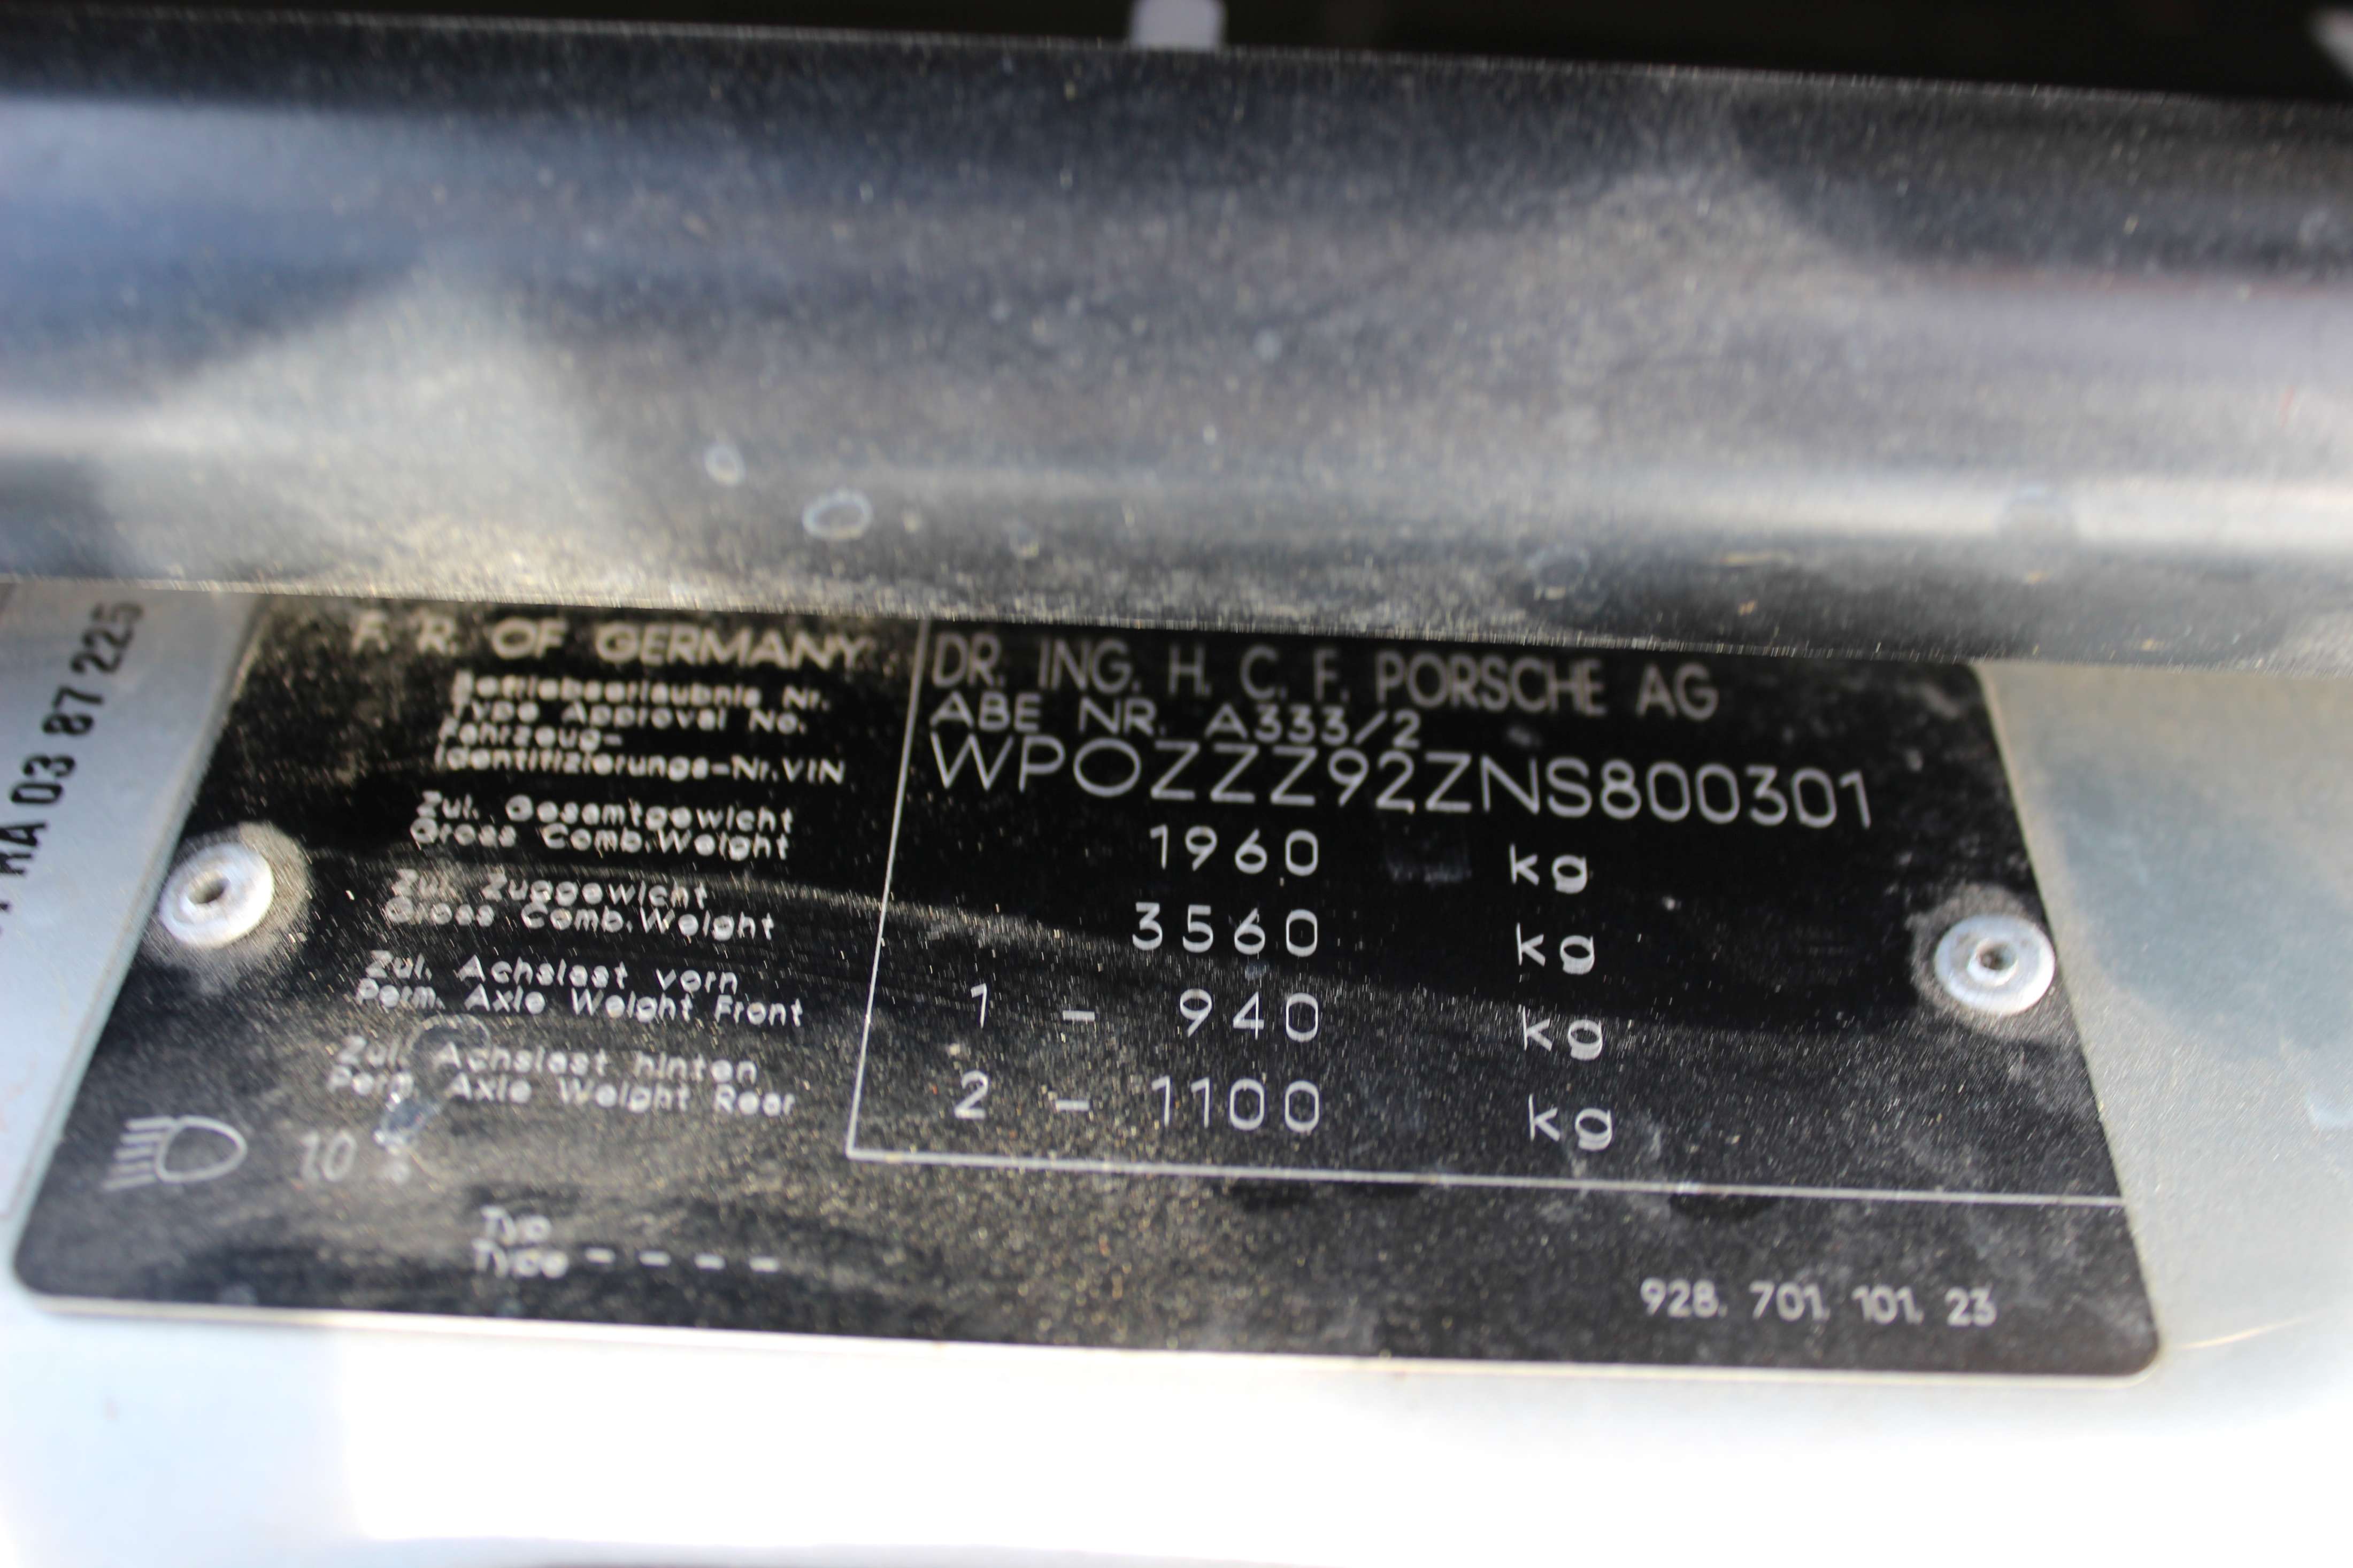 F. R. OF GERMANY
Betriebserlaubnis Nr.
Type Approval No.
Fahrzeug-
Identifizierungs-Nr.VIN
Zul. Gesamtgewicht
Gross Comb.Weight
Zul. Zuggewicht
Gross Comb.Weight
Zul. Achslast vorn
Perm. Axle Weight Front
Zul. Achslast hinten
Perm. Axle Weight Rear
DR. ING. H. C. F. PORSCHE AG
ABE NR. A333/2
WPOZZZ92ZNS800301
1960 kg
3560 kg
1 - 940 kg
2 - 1100 kg
10
Typ
Type - - - -
928. 701. 101. 23
03 87 225